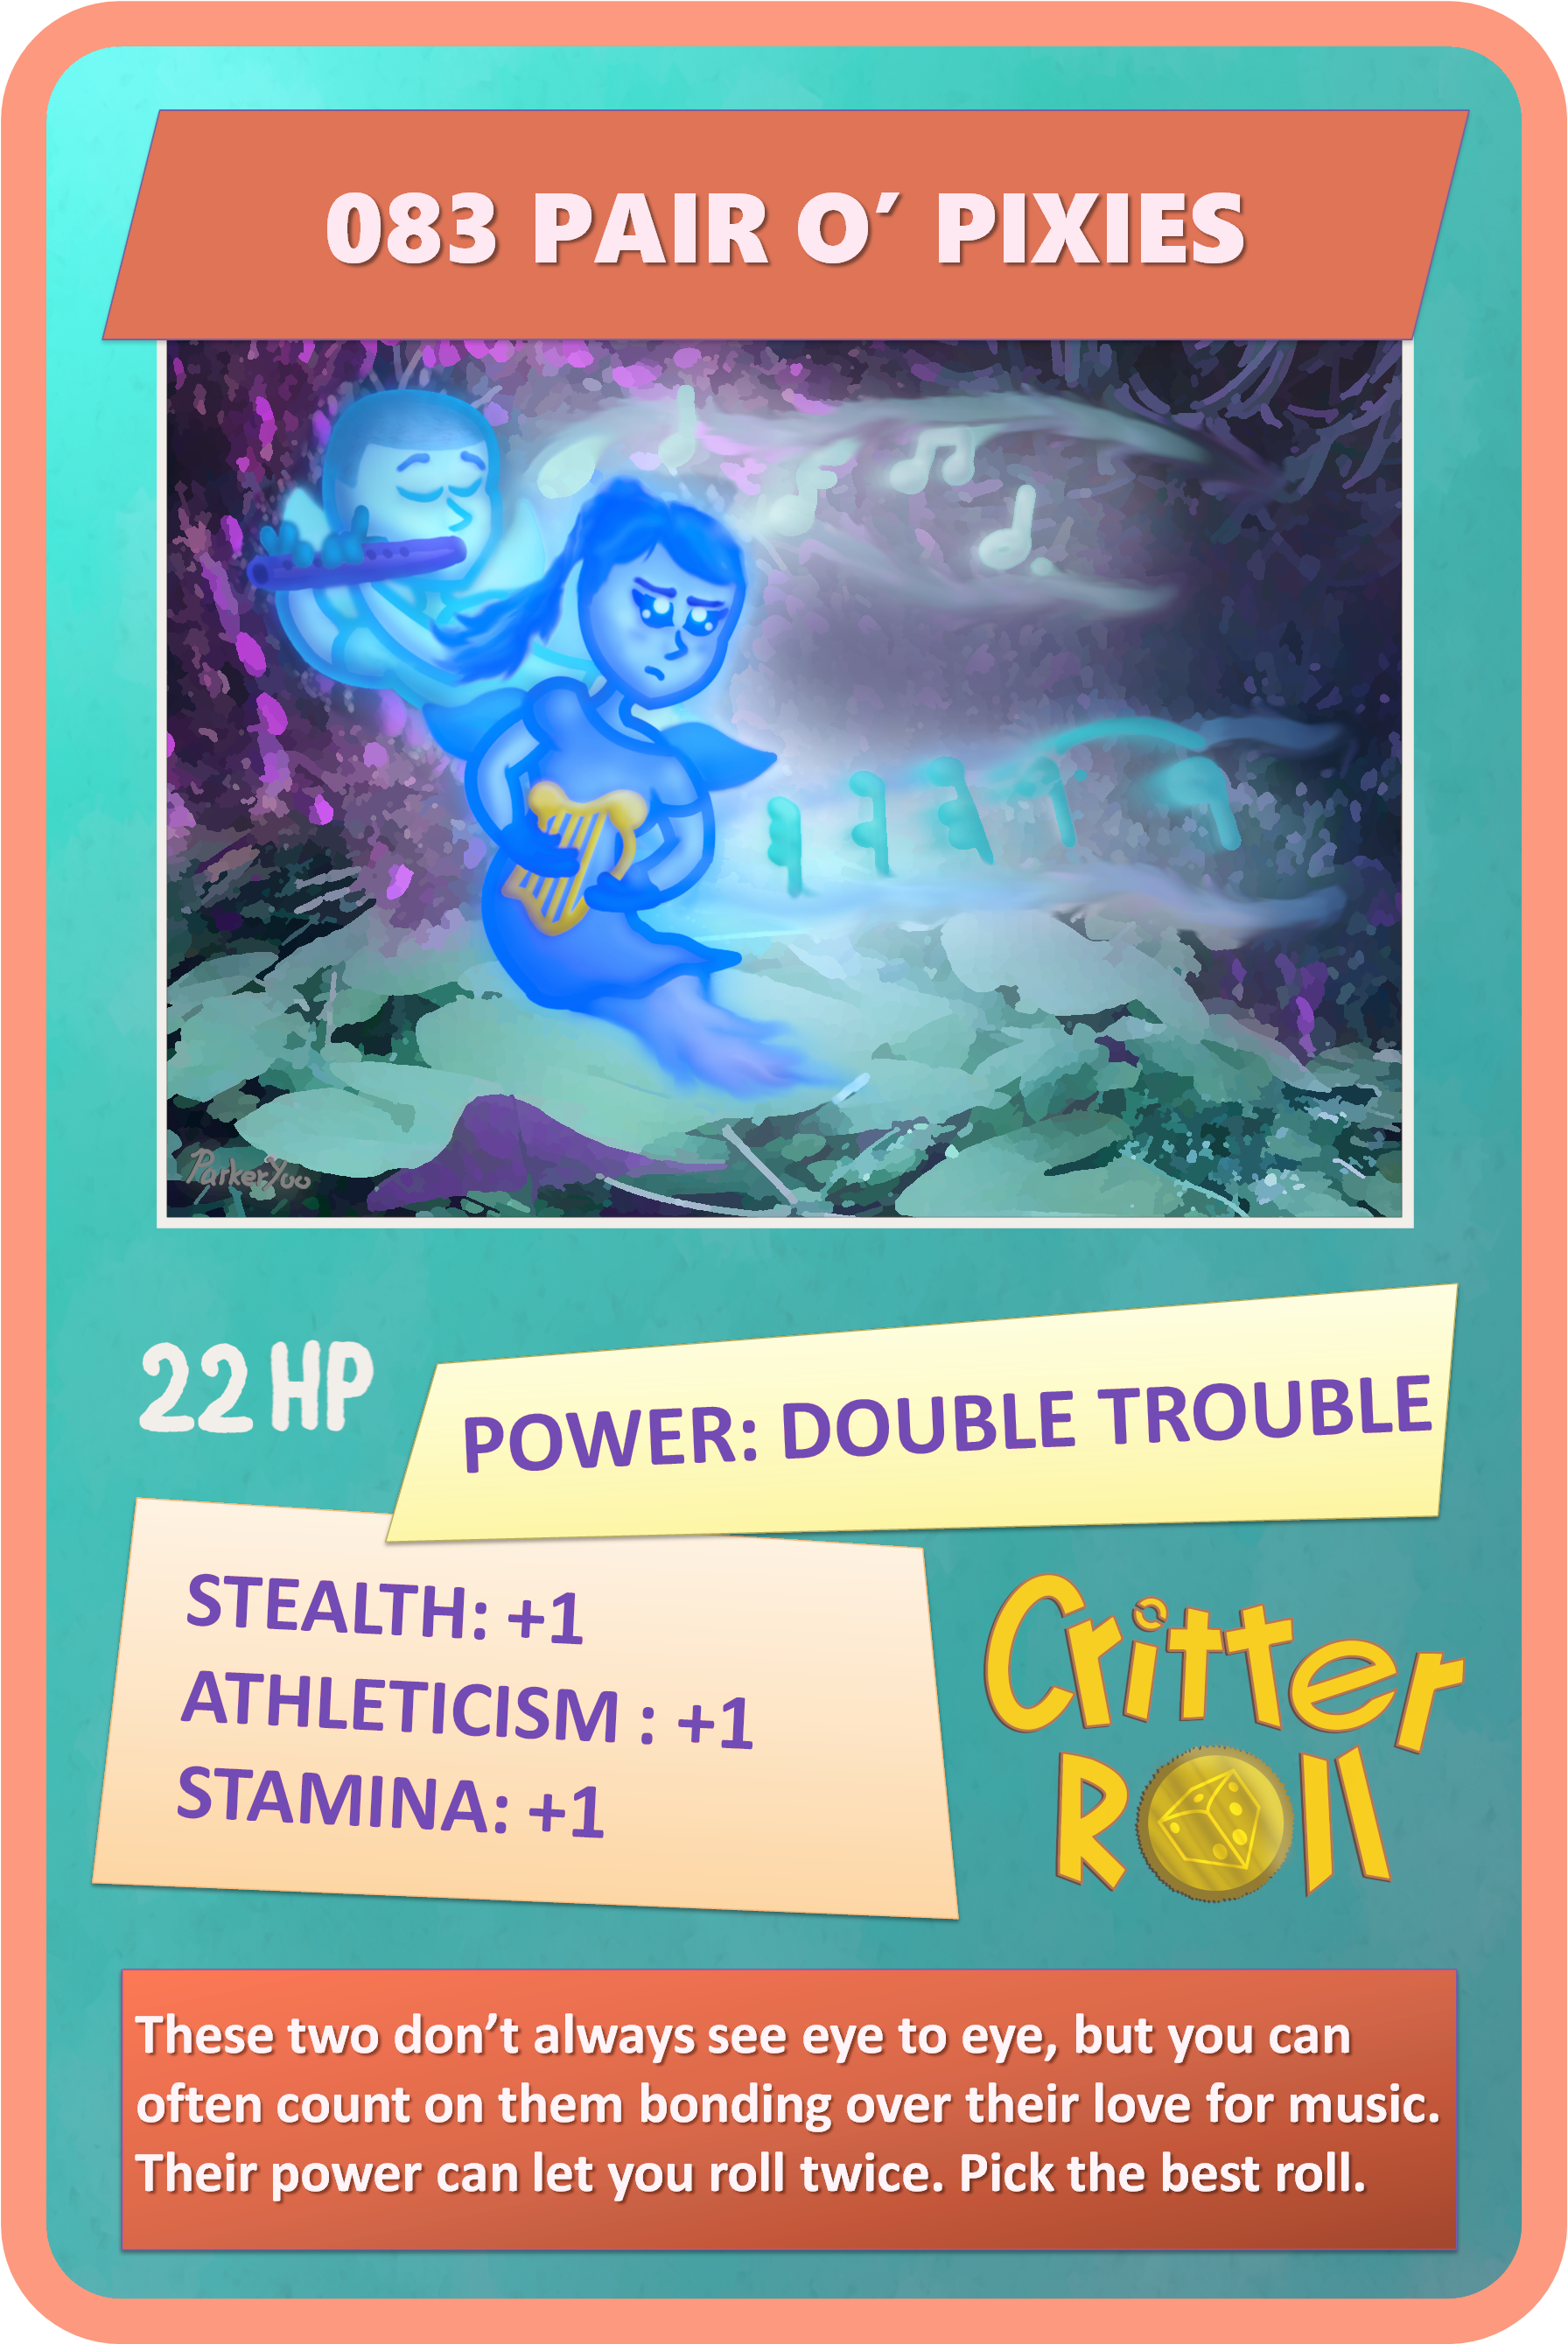 083 PAIR O’ PIXIES
ParkerYoo
22 HP
POWER: DOUBLE TROUBLE
STEALTH: +1
ATHLETICISM : +1
STAMINA: +1
Critter
Roll
These two don’t always see eye to eye, but you can
often count on them bonding over their love for music.
Their power can let you roll twice. Pick the best roll.